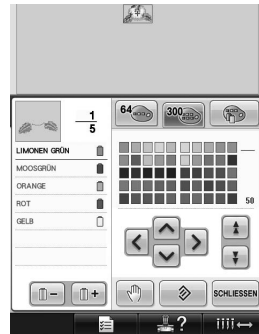 1
5
64
300
LIMONEN GRÜN
MOOSGRÜN
ORANGE
ROT
GELB
50
SCHLIESSEN
?